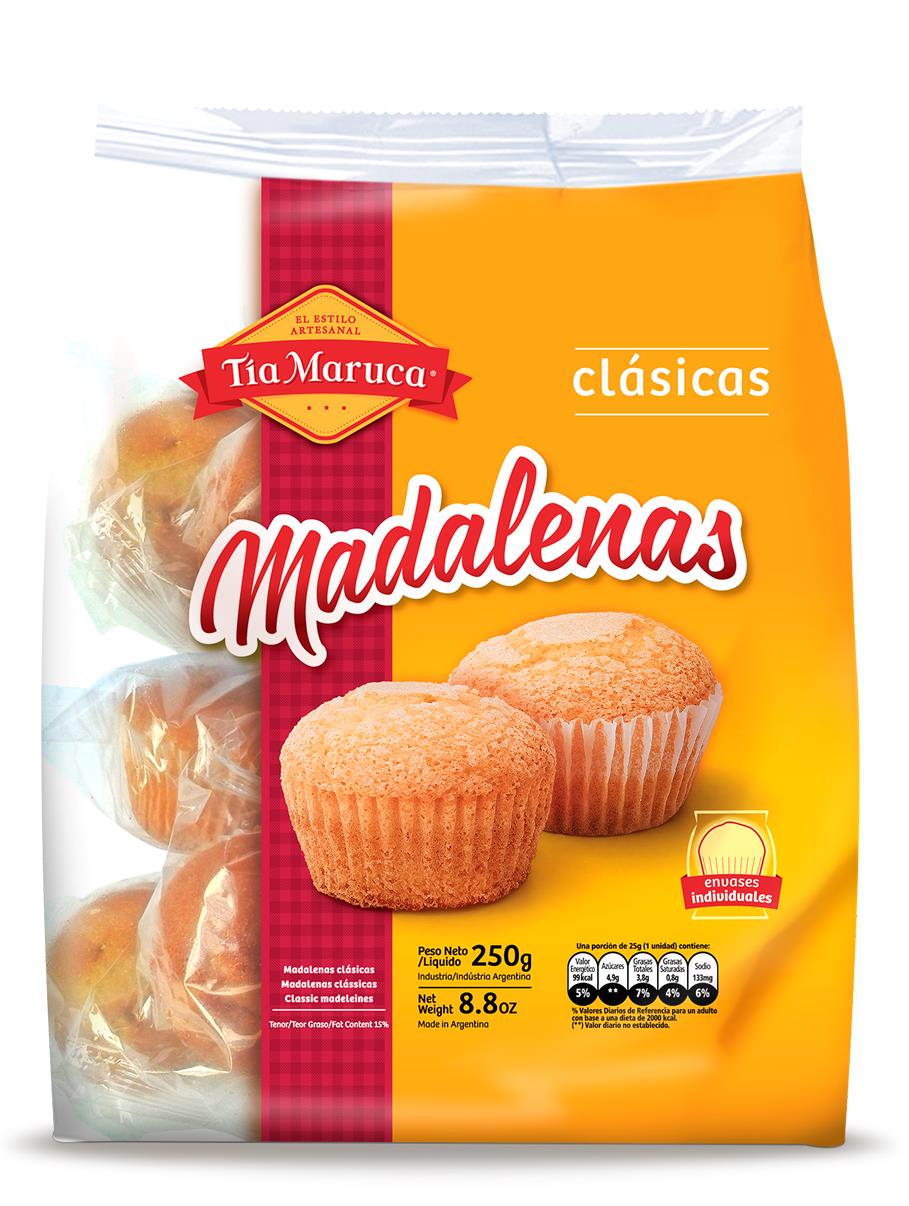 EL ESTILO
ARTESANAL
Tía Maruca®
clásicas
Madalenas
envases
individuales
Madalenas clásicas
Madalenas clássicas
Classic madeleines
Tenor/Teor Graso/Fat Content 15%
Peso Neto
/Líquido 250g
Industria/Indústria Argentina
Net
Weight 8.8oz
Made in Argentina
Una porción de 25g (1 unidad) contiene:
Valor Energético 99 kcal 5%
Azúcares 4,9g **
Grasas Totales 3,8g 7%
Grasas Saturadas 0,8g 4%
Sodio 133mg 6%
% Valores Diarios de Referencia para un adulto
con base a una dieta de 2000 kcal.
(**) Valor diario no establecido.